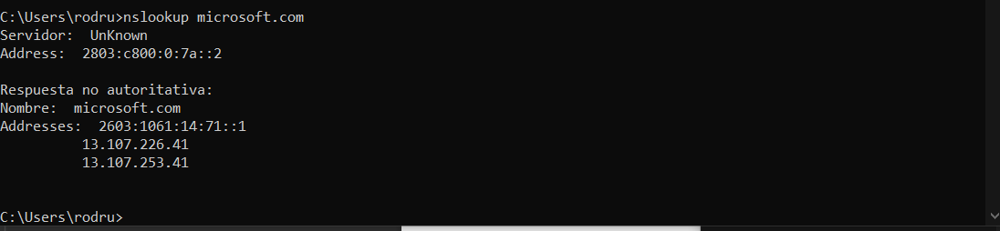 C:\Users\rodru>nslookup microsoft.com
Servidor:  UnKnown
Address:  2803:c800:0:7a::2

Respuesta no autoritativa:
Nombre:  microsoft.com
Addresses:  2603:1061:14:71::1
          13.107.226.41
          13.107.253.41

C:\Users\rodru>